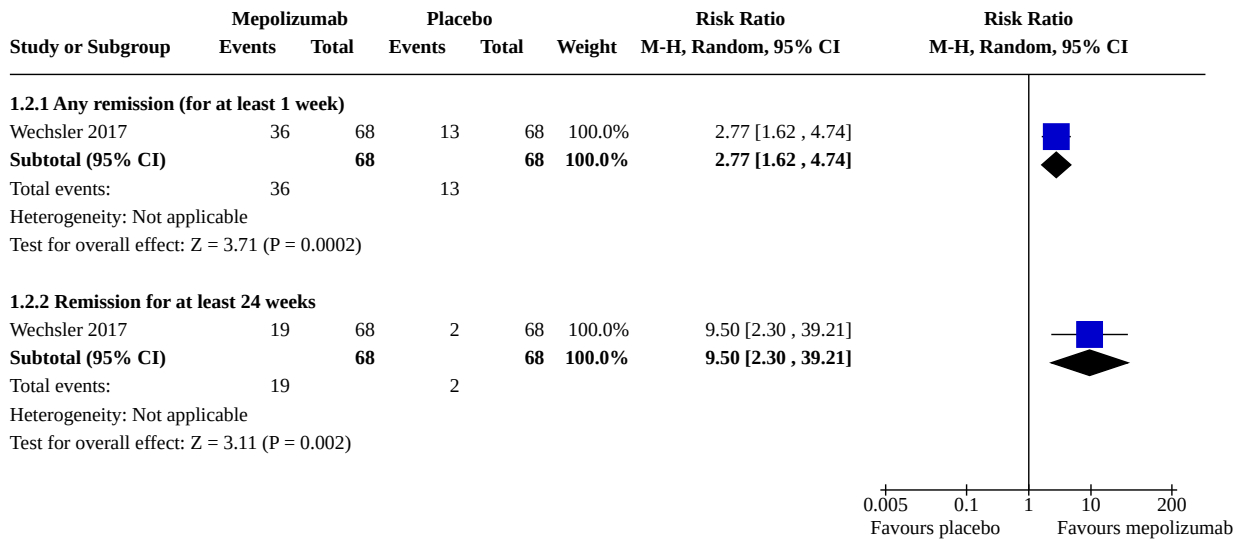 Mepolizumab Placebo Risk Ratio Risk Ratio
Study or Subgroup Events Total Events Total Weight M-H, Random, 95% CI M-H, Random, 95% CI
1.2.1 Any remission (for at least 1 week)
Wechsler 2017 36 68 13 68 100.0% 2.77 [1.62 , 4.74]
Subtotal (95% CI) 68 68 100.0% 2.77 [1.62 , 4.74]
Total events: 36 13
Heterogeneity: Not applicable
Test for overall effect: Z = 3.71 (P = 0.0002)
1.2.2 Remission for at least 24 weeks
Wechsler 2017 19 68 2 68 100.0% 9.50 [2.30 , 39.21]
Subtotal (95% CI) 68 68 100.0% 9.50 [2.30 , 39.21]
Total events: 19 2
Heterogeneity: Not applicable
Test for overall effect: Z = 3.11 (P = 0.002)
0.005 0.1 1 10 200
Favours placebo Favours mepolizumab